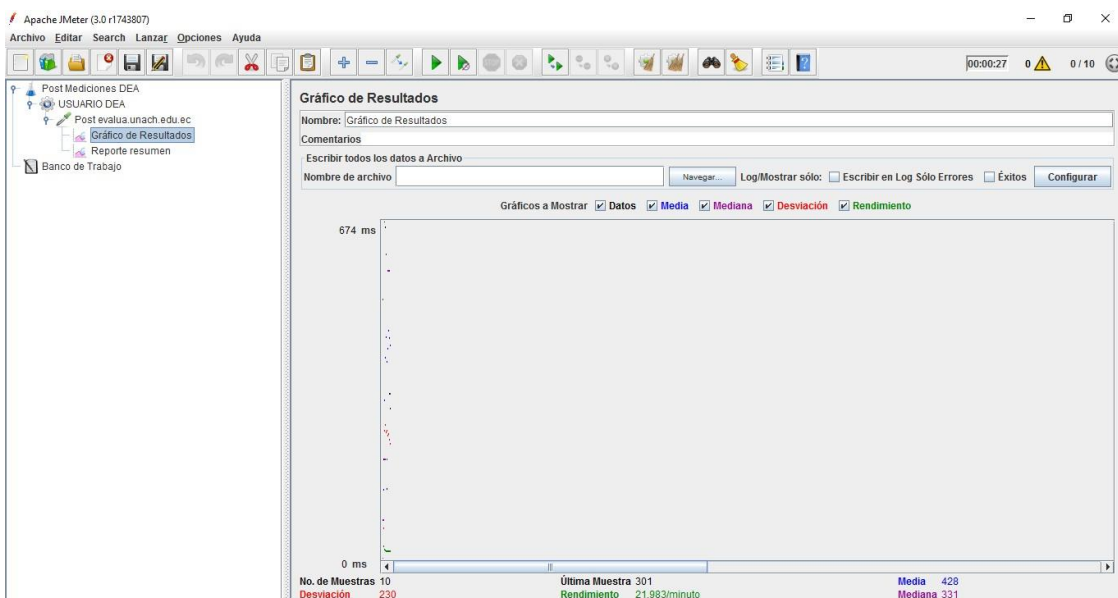 Apache JMeter (3.0 r1743807)
Archivo Editar Search Lanzar Opciones Ayuda
00:00:27 0 0 / 10
Post Mediciones DEA
USUARIO DEA
Post evalua.unach.edu.ec
Gráfico de Resultados
Reporte resumen
Banco de Trabajo
Gráfico de Resultados
Nombre: Gráfico de Resultados
Comentarios
Escribir todos los datos a Archivo
Nombre de archivo Navegar... Log/Mostrar sólo: Escribir en Log Sólo Errores Éxitos Configurar
Gráficos a Mostrar Datos Media Mediana Desviación Rendimiento
674 ms
0 ms
No. de Muestras 10 Última Muestra 301 Media 428
Desviación 230 Rendimiento 21.983/minuto Mediana 331